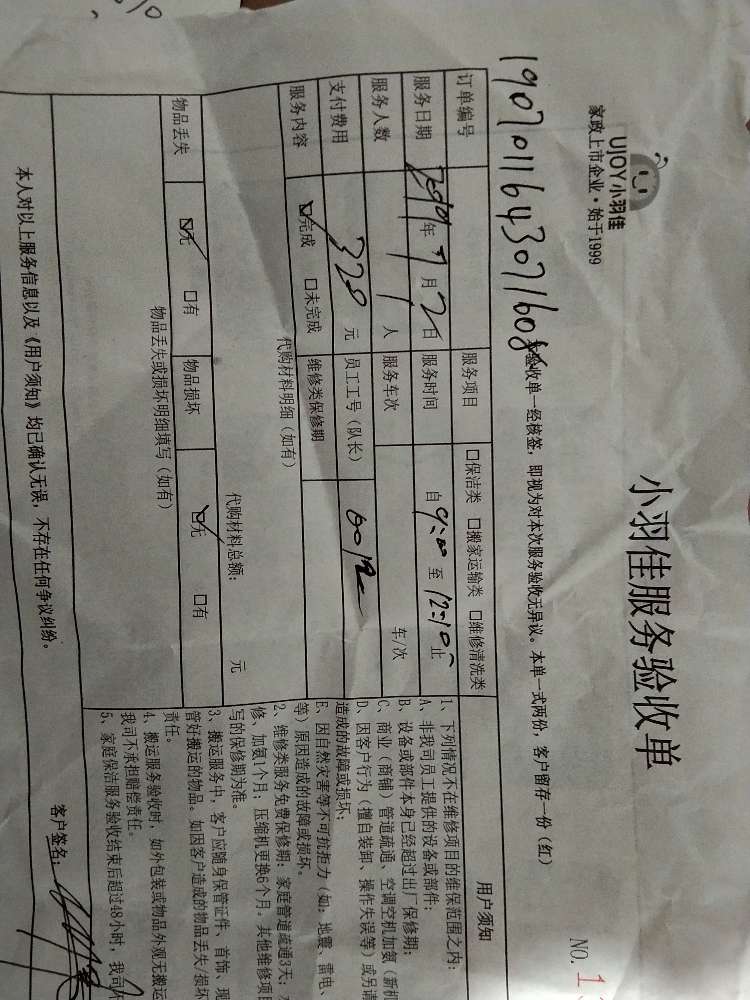 UJOY小羽佳
家政上市企业·始于1999
小羽佳服务验收单
NO. 1
本验收单一经核签，即视为对本次服务验收无异议。本单一式两份，客户留存一份（红）
订单编号 服务项目 □保洁类 □搬家运输类 □维修清洗类
服务日期 年 7 月 2 日 服务时间 自 9:00 至 12:10 止
服务人数 1 人 服务车次 车/次
支付费用 320 元 员工工号（队长）
服务内容 ☑完成 □未完成 维修类保修期
代购材料明细（如有）
代购材料总额： 元
物品丢失 ☑无 □有 物品损坏 ☑无 □有
物品丢失或损坏明细填写（如有）
用户须知
1、下列情况不在维修项目的维保范围之内：
A、非我司员工提供的设备或部件；
B、设备或部件本身已经超过出厂保修期；
C、商业（商铺）管道疏通、空调空机加氨（新机
D、因客户行为（擅自装卸、操作失误等）或另请
造成的故障或损坏；
E、因自然灾害等不可抗拒力（如：地震、雷电、
等）原因造成的故障或损坏。
2、维修类服务免费保修期：家庭管道疏通3天；
修、加氨1个月；压缩机更换6个月。其他维修项目
写的保修期为准。
3、搬运服务中，客户应随身保管证件、首饰、现
管好搬运的物品。如因客户造成的物品丢失/损坏
责任。
4、搬运服务验收时，如外包装或物品外观无搬运
我司不承担赔偿责任。
5、家庭保洁服务验收结束后超过48小时，我司不
本人对以上服务信息以及《用户须知》均已确认无误，不存在任何争议纠纷。
客户签名：